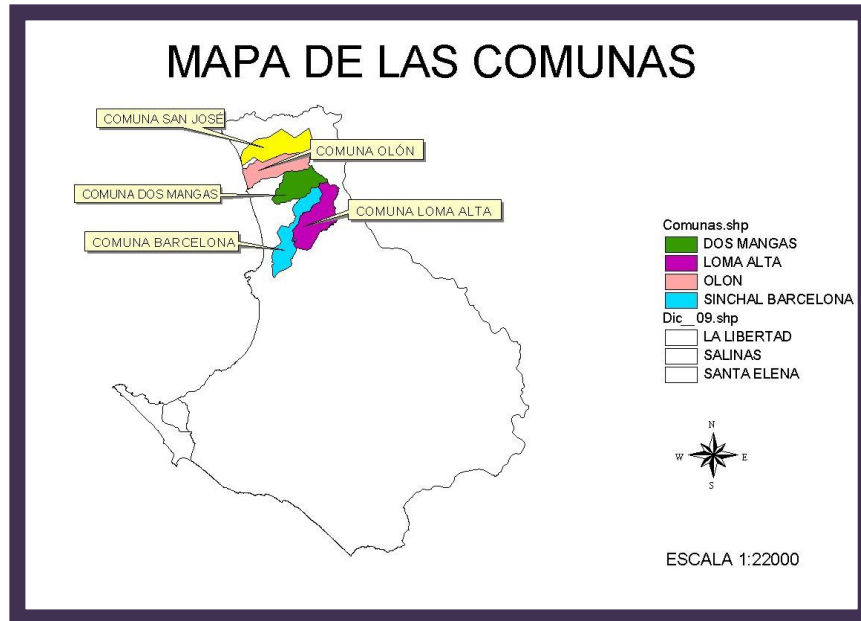 MAPA DE LAS COMUNAS
COMUNA SAN JOSÉ
COMUNA OLÓN
COMUNA DOS MANGAS
COMUNA LOMA ALTA
COMUNA BARCELONA
Comunas.shp
DOS MANGAS
LOMA ALTA
OLON
SINCHAL BARCELONA
Dic__09.shp
LA LIBERTAD
SALINAS
SANTA ELENA
N
W E
S
ESCALA 1:22000